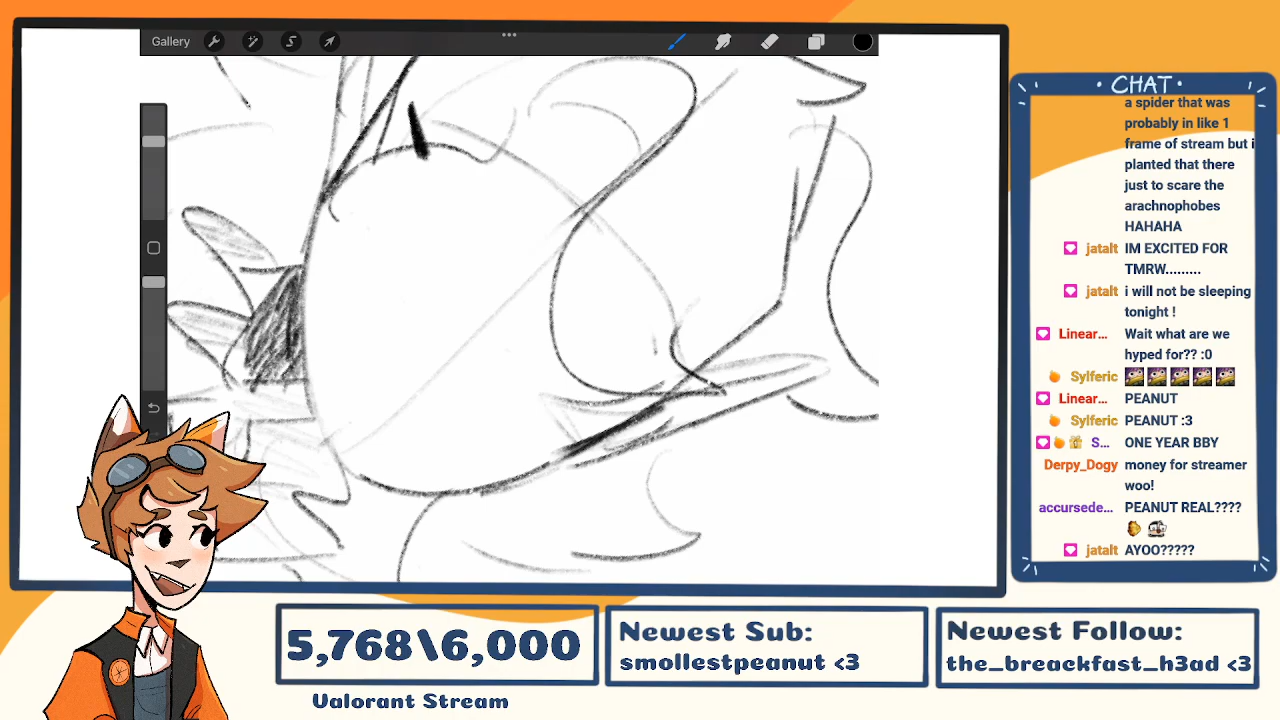 Gallery
CHAT
a spider that was
probably in like 1
frame of stream but i
planted that there
just to scare the
arachnophobes
HAHAHA
jatalt IM EXCITED FOR
TMRW.........
jatalt i will not be sleeping
tonight !
Linear... Wait what are we
hyped for?? :0
Sylferic
Linear... PEANUT
Sylferic PEANUT :3
S... ONE YEAR BBY
Derpy_Dogy money for streamer
woo!
accursede... PEANUT REAL????
jatalt AYOO?????
5,768\6,000
Valorant Stream
Newest Sub:
smollestpeanut <3
Newest Follow:
the_breackfast_h3ad <3